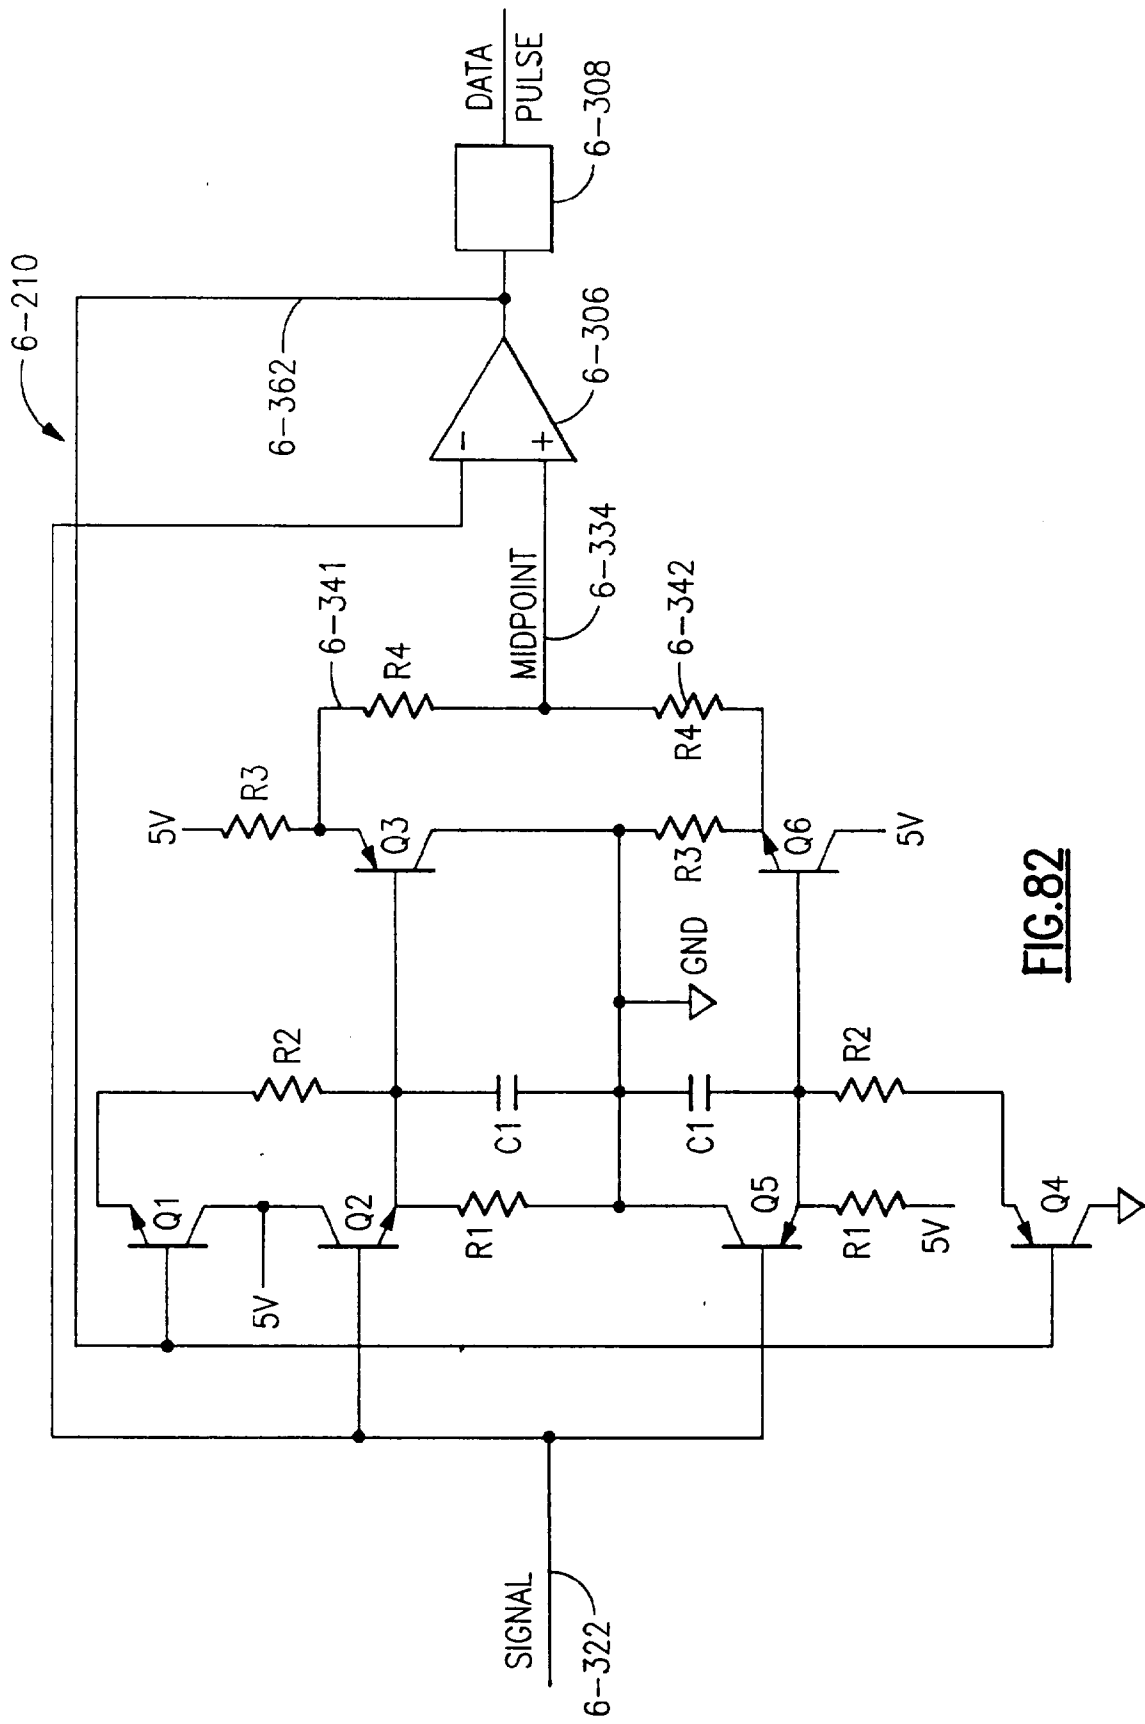 6-210
6-362
DATA
PULSE
6-308
6-306
-
+
6-341
MIDPOINT
6-334
R4
6-342
R4
5V
R3
Q3
R3
Q6
5V
R2
GND
C1
C1
R2
Q1
5V
Q2
R1
Q5
R1
5V
Q4
SIGNAL
6-322
FIG.82